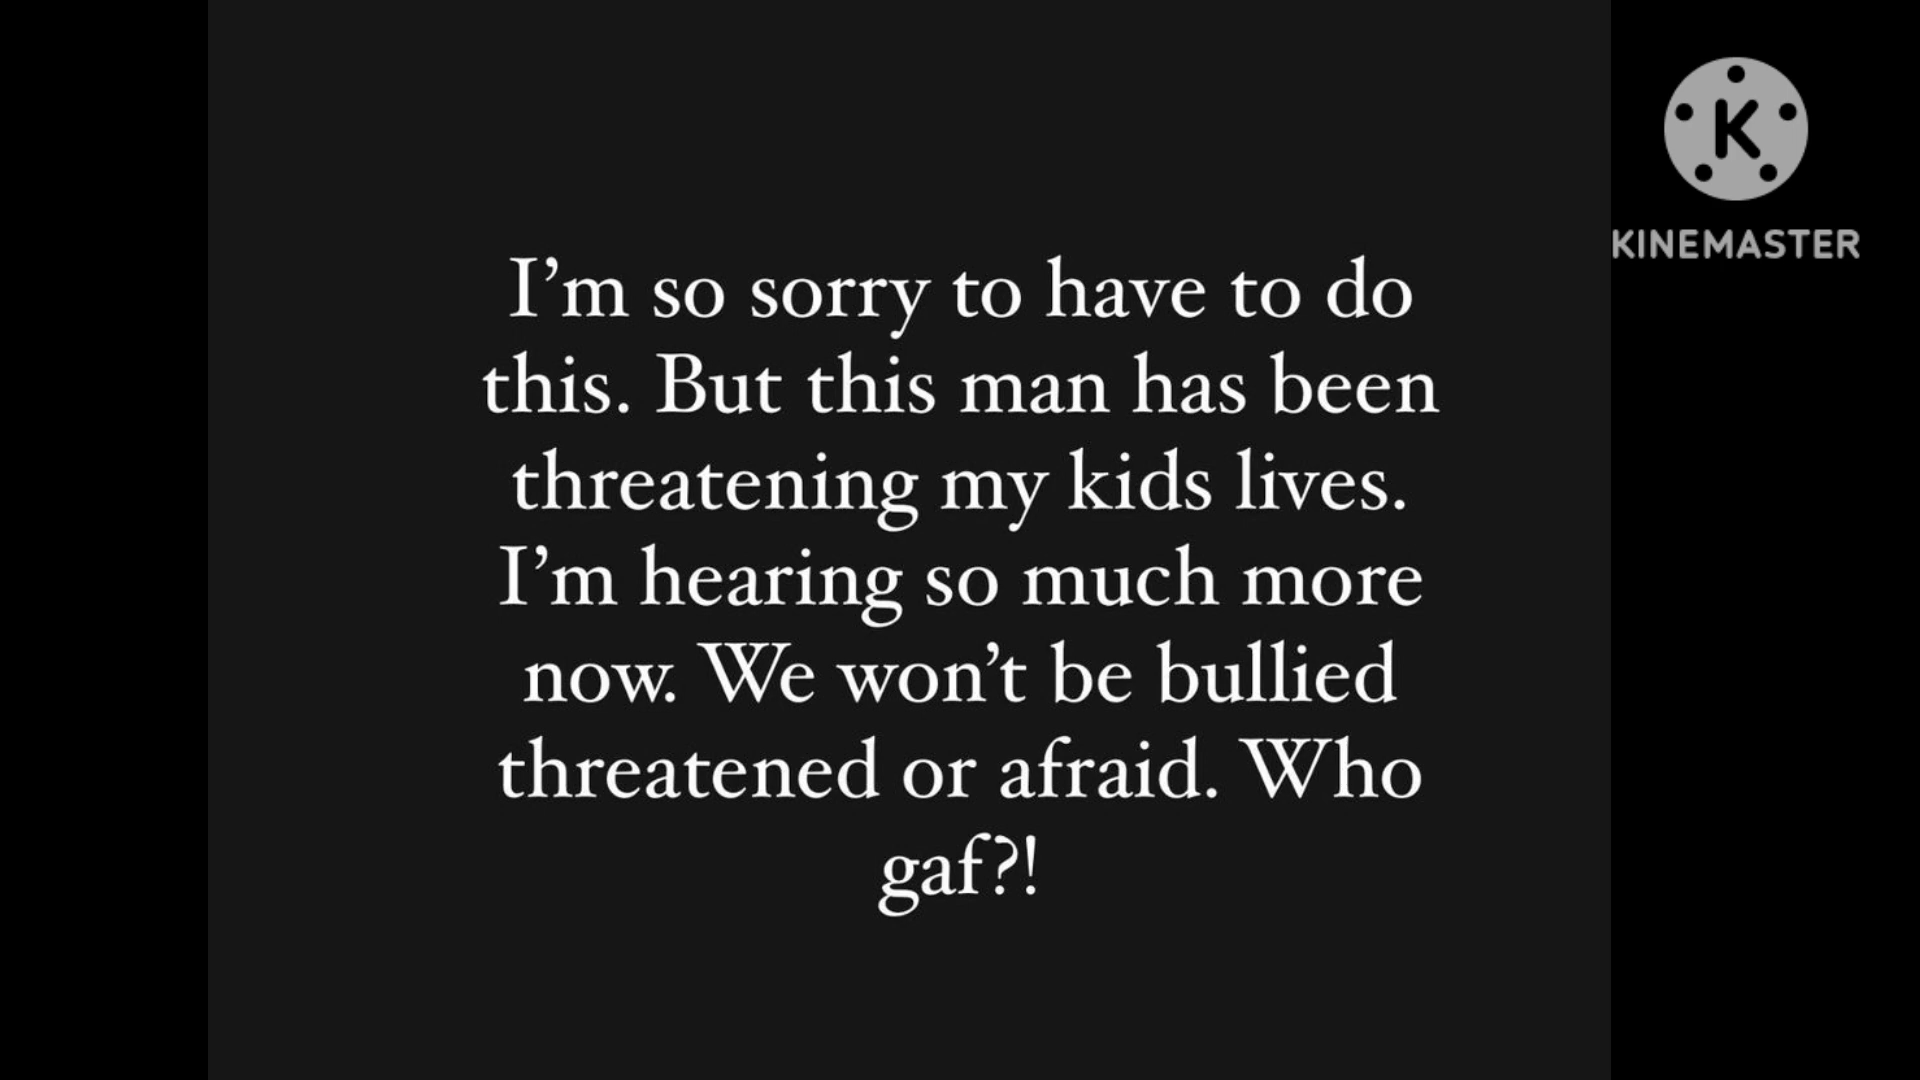 I’m so sorry to have to do
this. But this man has been
threatening my kids lives.
I’m hearing so much more
now. We won’t be bullied
threatened or afraid. Who
gaf?!
K
KINEMASTER